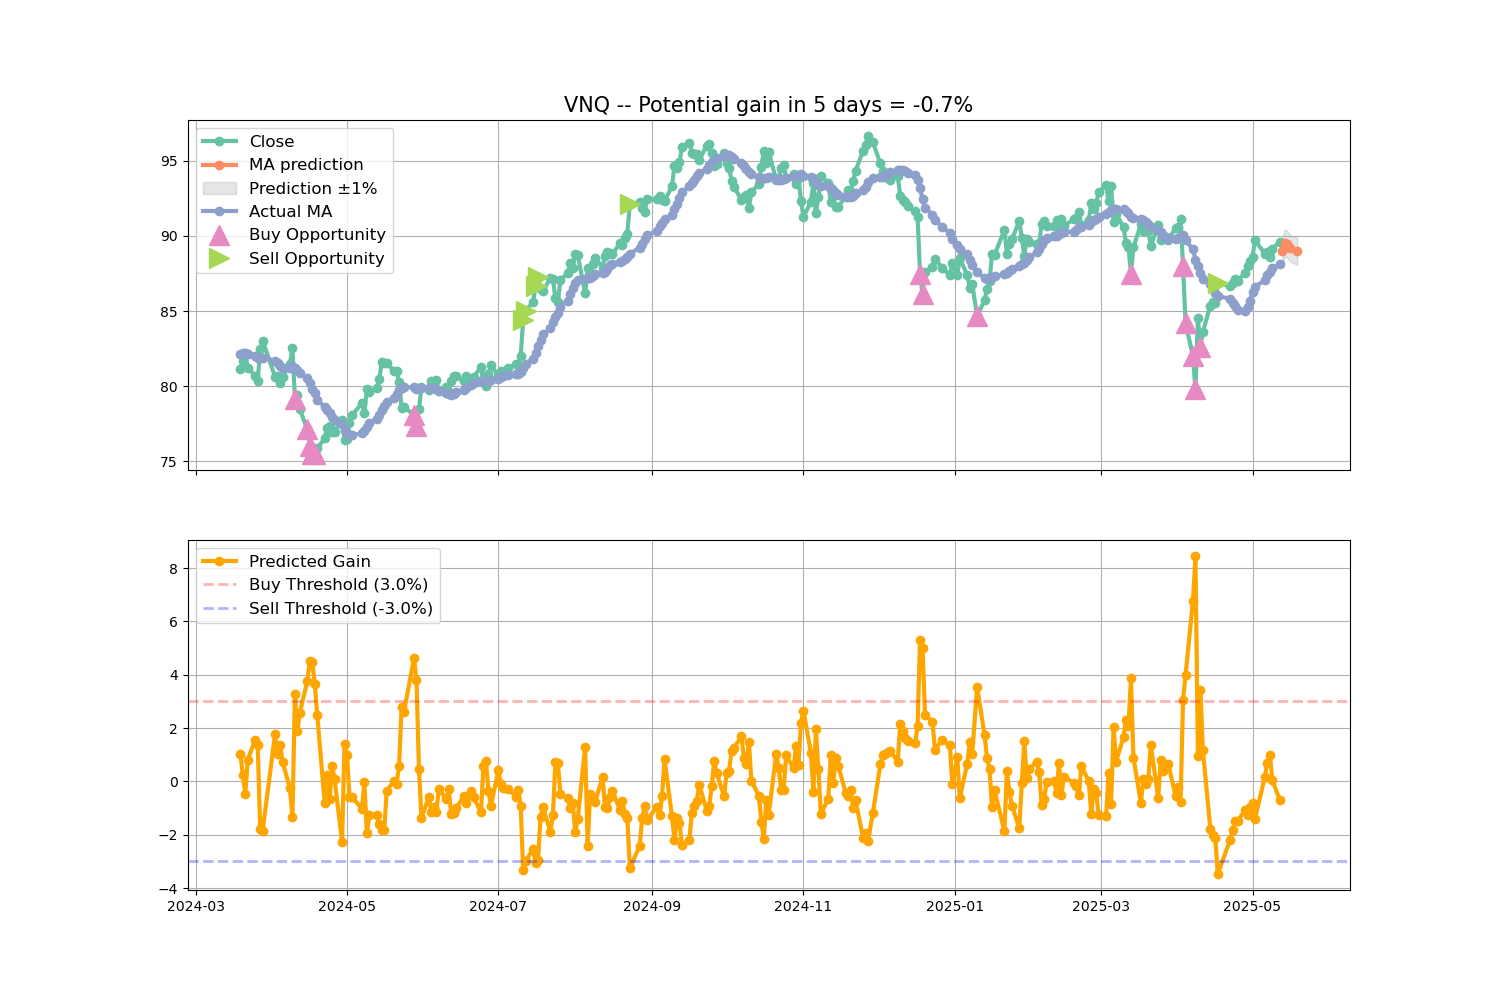 VNQ -- Potential gain in 5 days = -0.7%
Close
MA prediction
Prediction ±1%
Actual MA
Buy Opportunity
Sell Opportunity
95
90
85
80
75
Predicted Gain
Buy Threshold (3.0%)
Sell Threshold (-3.0%)
8
6
4
2
0
−2
−4
2024-03 2024-05 2024-07 2024-09 2024-11 2025-01 2025-03 2025-05